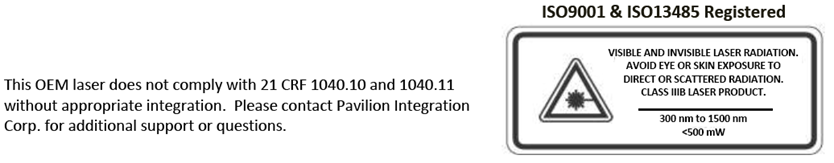 ISO9001 & ISO13485 Registered
VISIBLE AND INVISIBLE LASER RADIATION.
AVOID EYE OR SKIN EXPOSURE TO
DIRECT OR SCATTERED RADIATION.
CLASS IIIB LASER PRODUCT.
300 nm to 1500 nm
<500 mW
This OEM laser does not comply with 21 CRF 1040.10 and 1040.11
without appropriate integration.  Please contact Pavilion Integration
Corp. for additional support or questions.